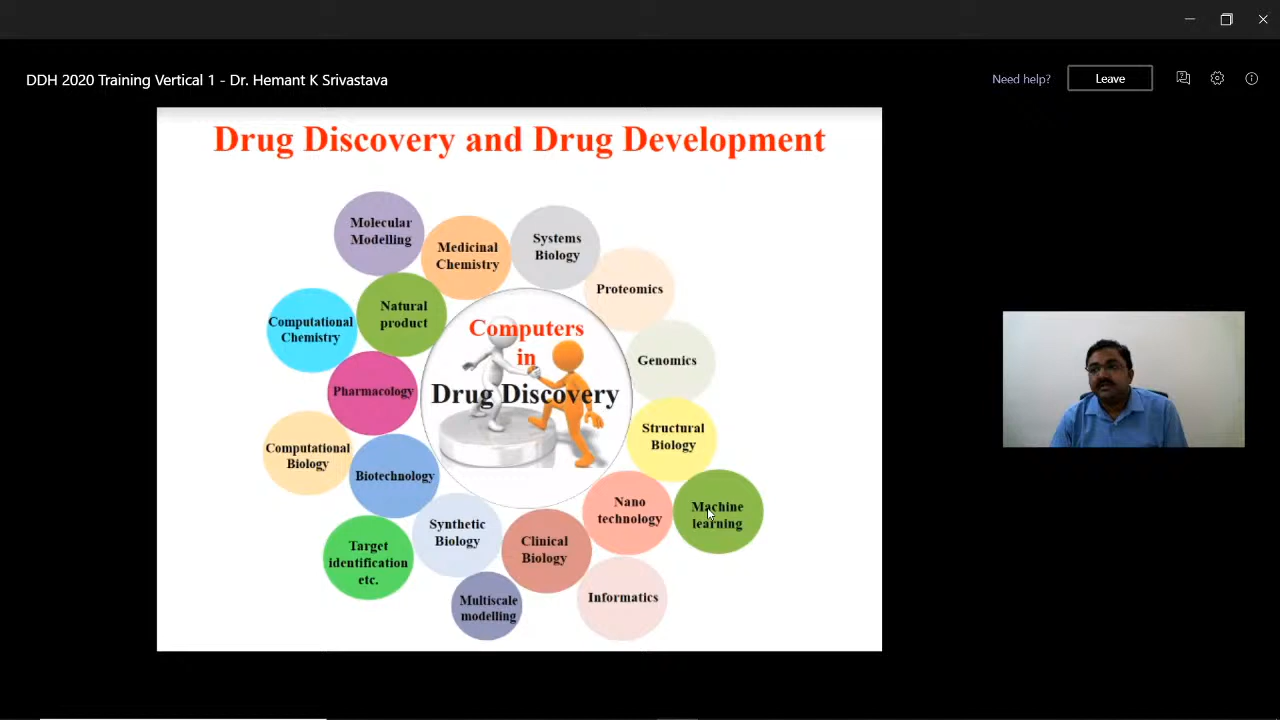 DDH 2020 Training Vertical 1 - Dr. Hemant K Srivastava
Need help?
Leave
Drug Discovery and Drug Development
Molecular
Modelling
Medicinal
Chemistry
Systems
Biology
Proteomics
Natural
product
Computational
Chemistry
Computers
in
Drug Discovery
Genomics
Pharmacology
Structural
Biology
Computational
Biology
Biotechnology
Nano
technology
Machine
learning
Synthetic
Biology
Clinical
Biology
Target
identification
etc.
Multiscale
modelling
Informatics